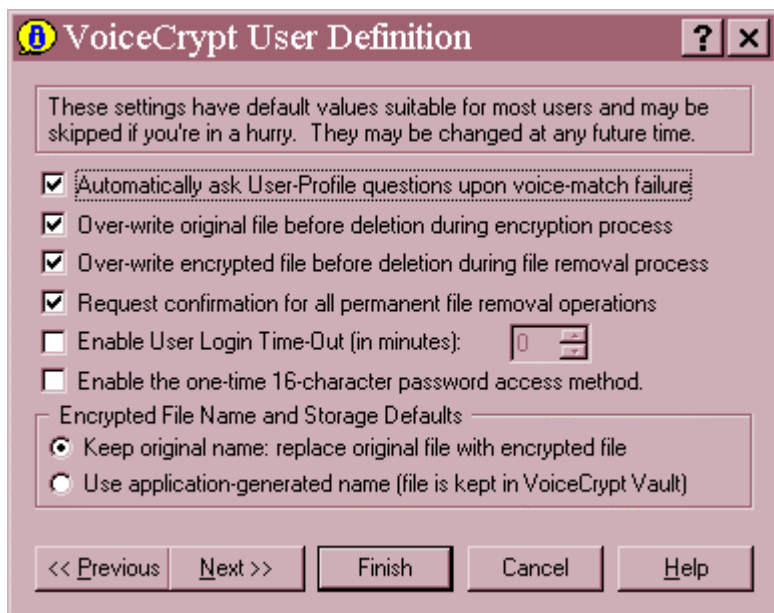 VoiceCrypt User Definition
These settings have default values suitable for most users and may be
skipped if you're in a hurry. They may be changed at any future time.
Automatically ask User-Profile questions upon voice-match failure
Over-write original file before deletion during encryption process
Over-write encrypted file before deletion during file removal process
Request confirmation for all permanent file removal operations
Enable User Login Time-Out (in minutes): 0
Enable the one-time 16-character password access method.
Encrypted File Name and Storage Defaults
Keep original name: replace original file with encrypted file
Use application-generated name (file is kept in VoiceCrypt Vault)
<< Previous Next >> Finish Cancel Help